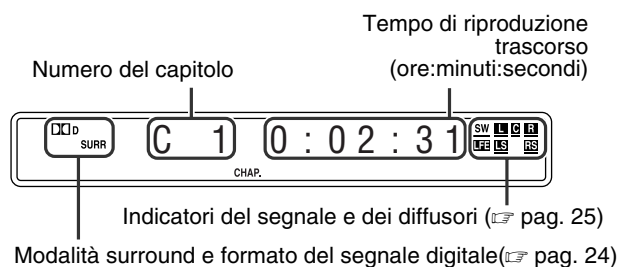 Tempo di riproduzione
trascorso
(ore:minuti:secondi)
Numero del capitolo
D SURR C 1 0:02:31 SW L C R
LFE LS RS
CHAP.
Indicatori del segnale e dei diffusori (☞ pag. 25)
Modalità surround e formato del segnale digitale(☞ pag. 24)